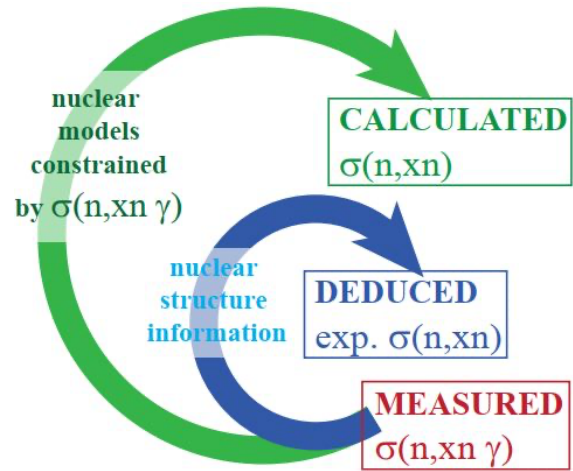 nuclear
models
constrained
by σ(n,xn γ)
CALCULATED
σ(n,xn)
nuclear
structure
information
DEDUCED
exp. σ(n,xn)
MEASURED
σ(n,xn γ)